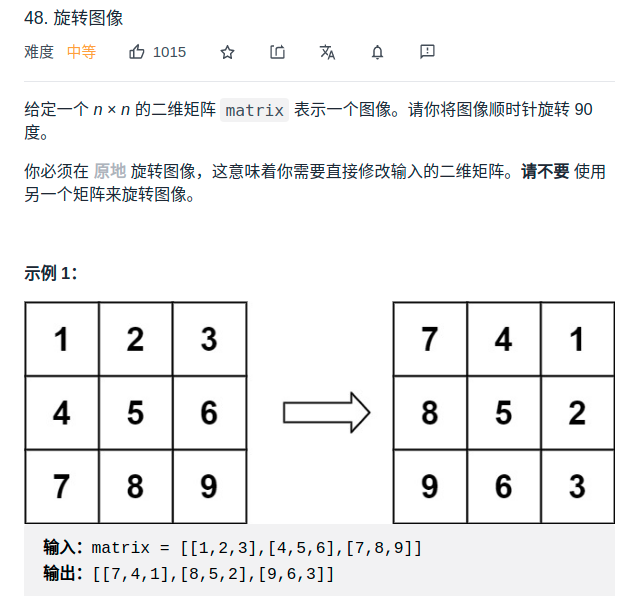 48. 旋转图像
难度 中等 1015
给定一个 n × n 的二维矩阵 matrix 表示一个图像。请你将图像顺时针旋转 90
度。
你必须在 原地 旋转图像，这意味着你需要直接修改输入的二维矩阵。请不要 使用
另一个矩阵来旋转图像。
示例 1：
1 2 3 7 4 1
4 5 6 8 5 2
7 8 9 9 6 3
输入：matrix = [[1,2,3],[4,5,6],[7,8,9]]
输出：[[7,4,1],[8,5,2],[9,6,3]]